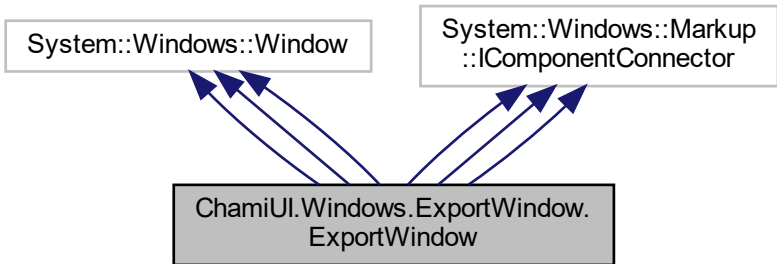 System::Windows::Window
System::Windows::Markup
::IComponentConnector
ChamiUI.Windows.ExportWindow.
ExportWindow